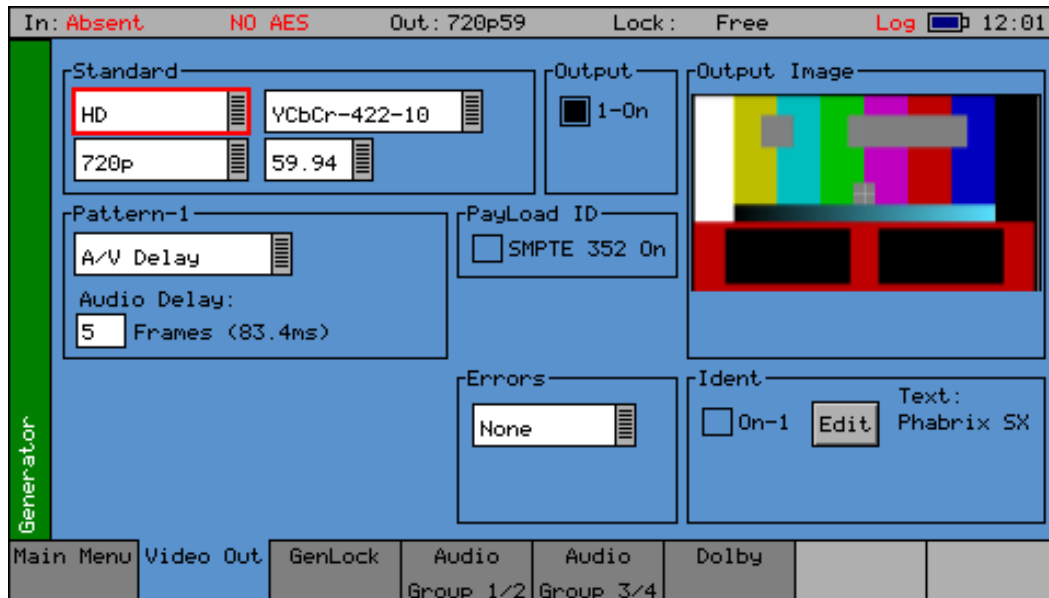 In: Absent NO AES Out: 720p59 Lock: Free Log 12:01
Standard
HD YCbCr-422-10
720p 59.94
Output
1-On
Output Image
Pattern-1
A/V Delay
Audio Delay:
5 Frames (83.4ms)
PayLoad ID
SMPTE 352 On
Errors
None
Ident
On-1 Edit
Text:
Phabrix SX
Generator
Main Menu Video Out GenLock Audio Group 1/2 Audio Group 3/4 Dolby